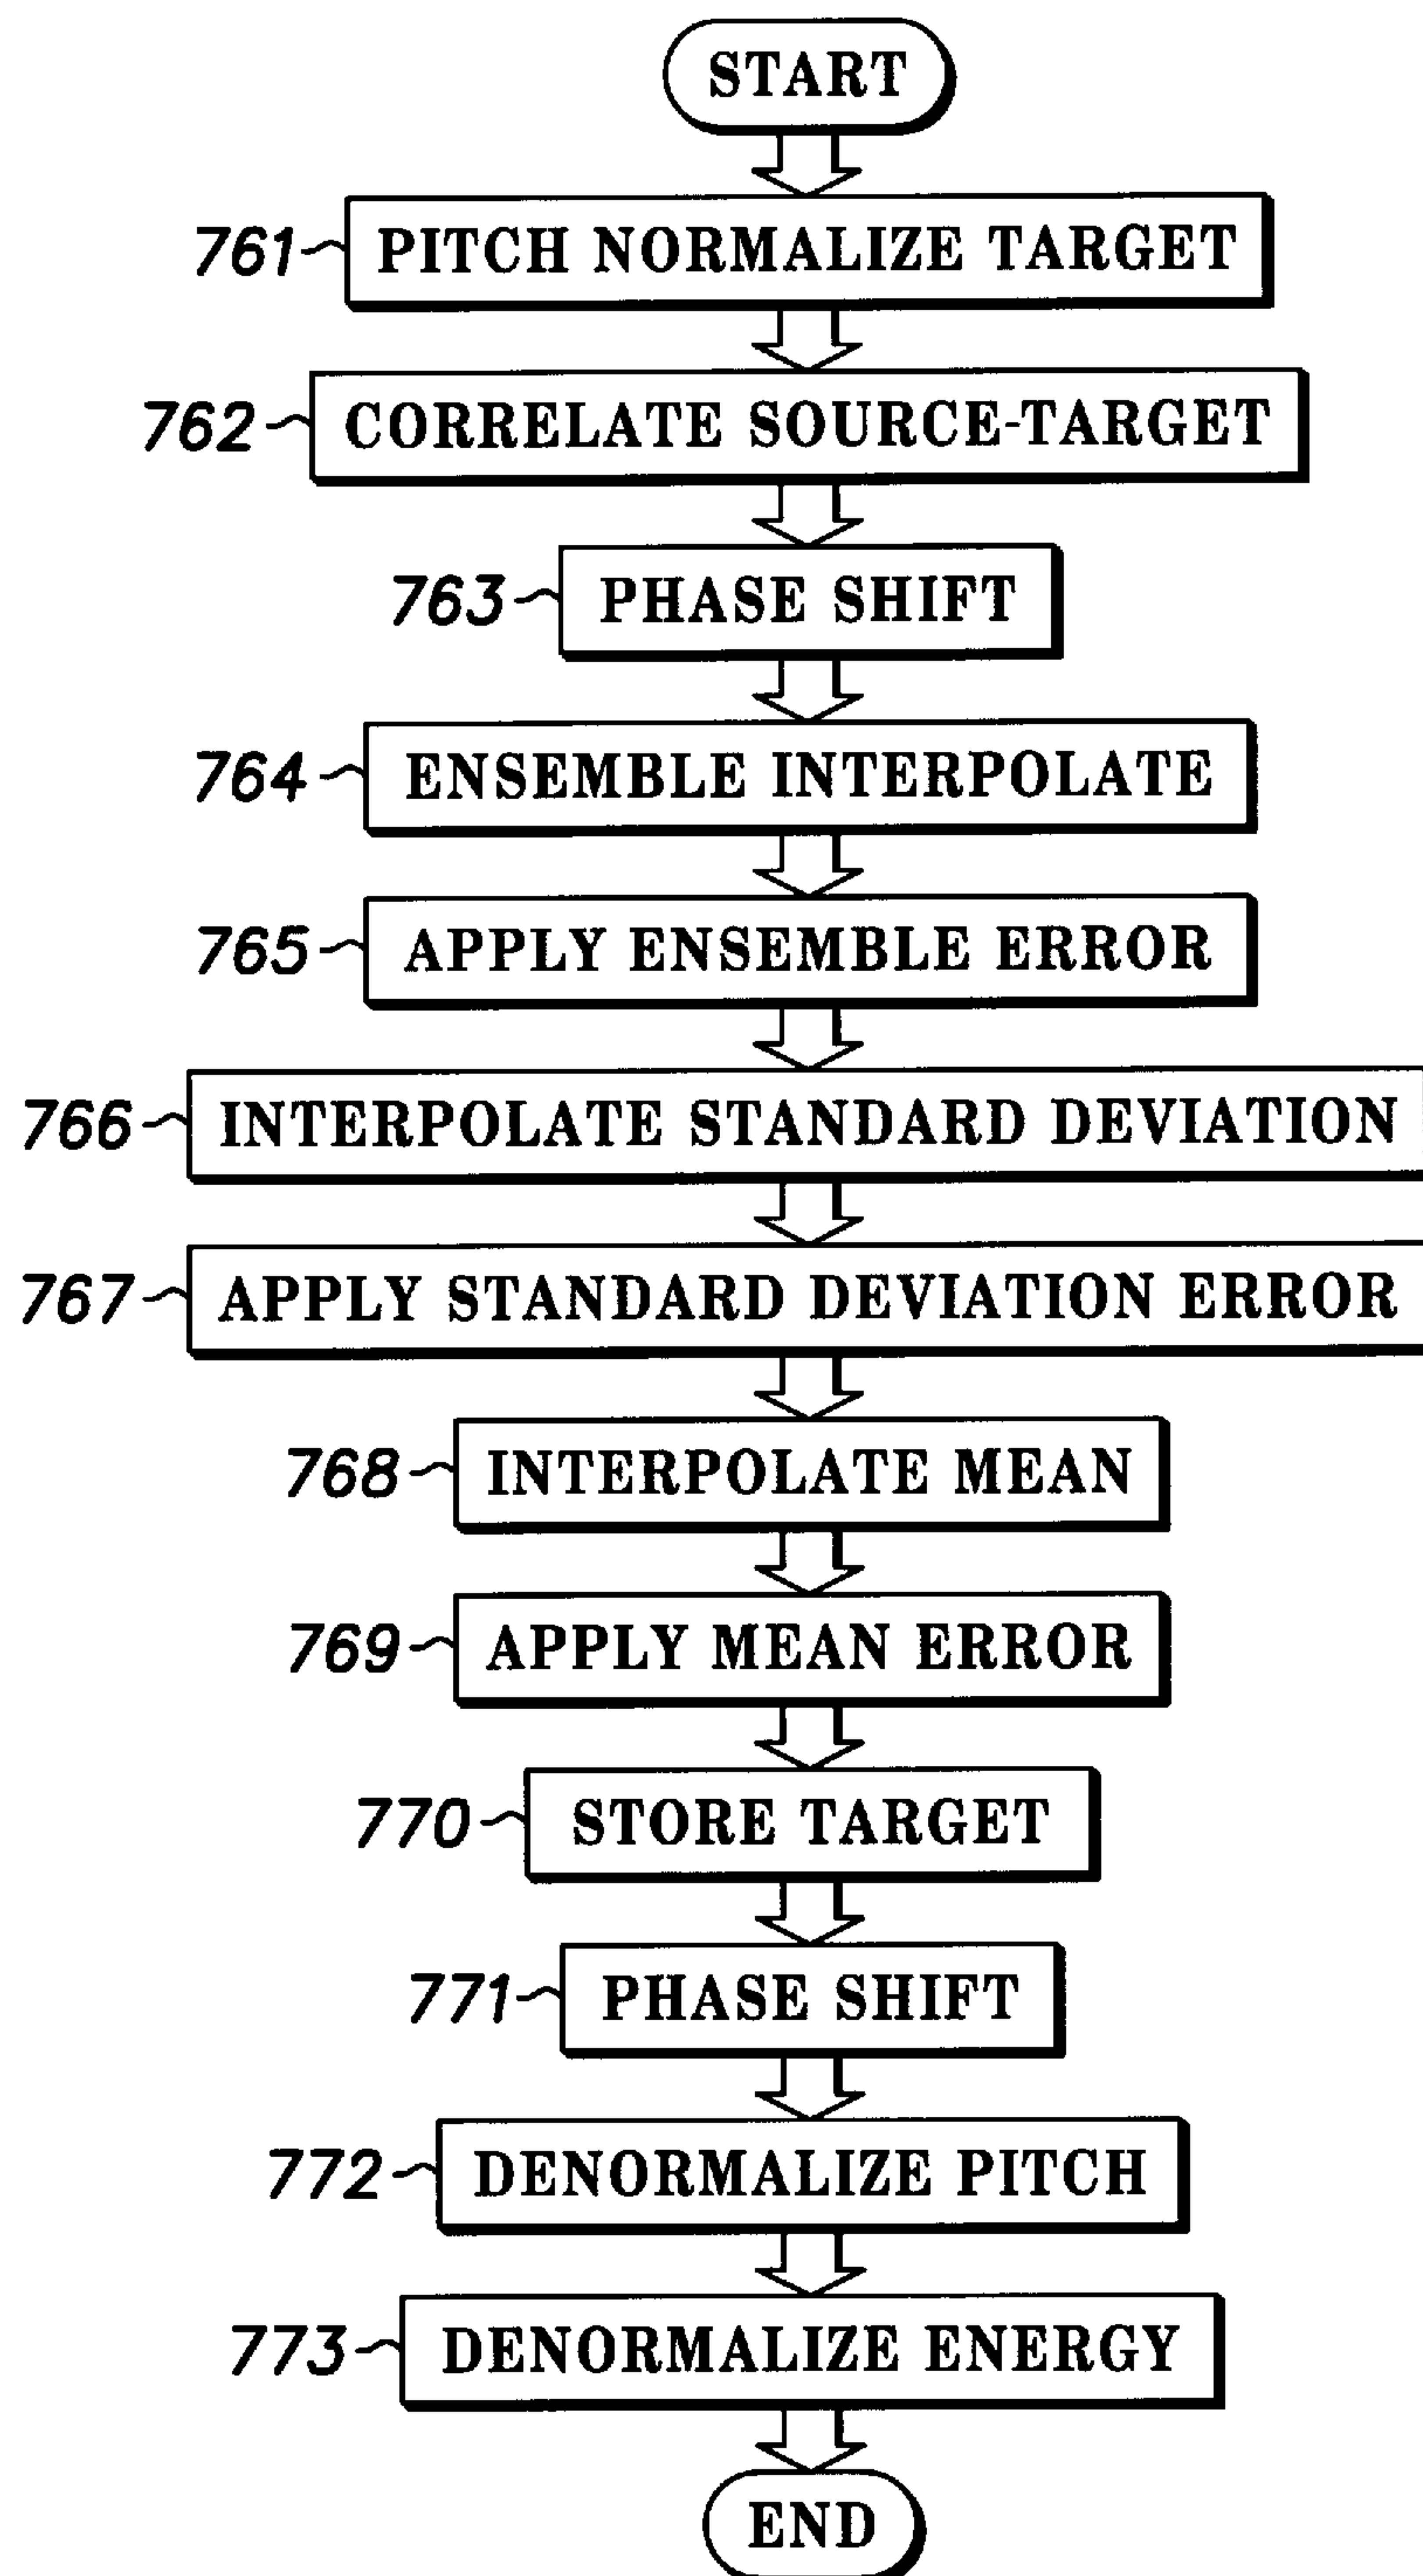 START
761 PITCH NORMALIZE TARGET
762 CORRELATE SOURCE-TARGET
763 PHASE SHIFT
764 ENSEMBLE INTERPOLATE
765 APPLY ENSEMBLE ERROR
766 INTERPOLATE STANDARD DEVIATION
767 APPLY STANDARD DEVIATION ERROR
768 INTERPOLATE MEAN
769 APPLY MEAN ERROR
770 STORE TARGET
771 PHASE SHIFT
772 DENORMALIZE PITCH
773 DENORMALIZE ENERGY
END